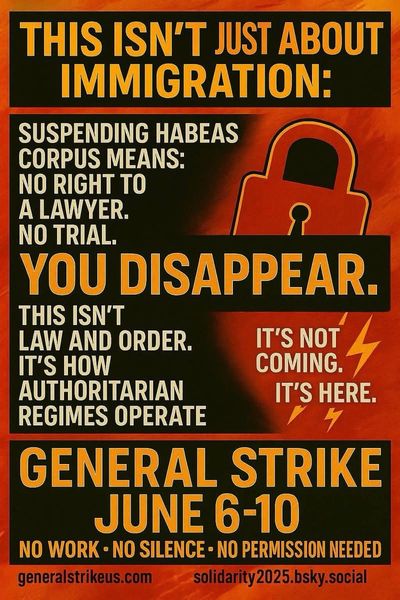 THIS ISN'T JUST ABOUT
IMMIGRATION:
SUSPENDING HABEAS
CORPUS MEANS:
NO RIGHT TO
A LAWYER.
NO TRIAL.
YOU DISAPPEAR.
THIS ISN'T
LAW AND ORDER.
IT'S HOW
AUTHORITARIAN
REGIMES OPERATE
IT'S NOT
COMING.
IT'S HERE.
GENERAL STRIKE
JUNE 6-10
NO WORK • NO SILENCE • NO PERMISSION NEEDED
generalstrikeus.com
solidarity2025.bsky.social